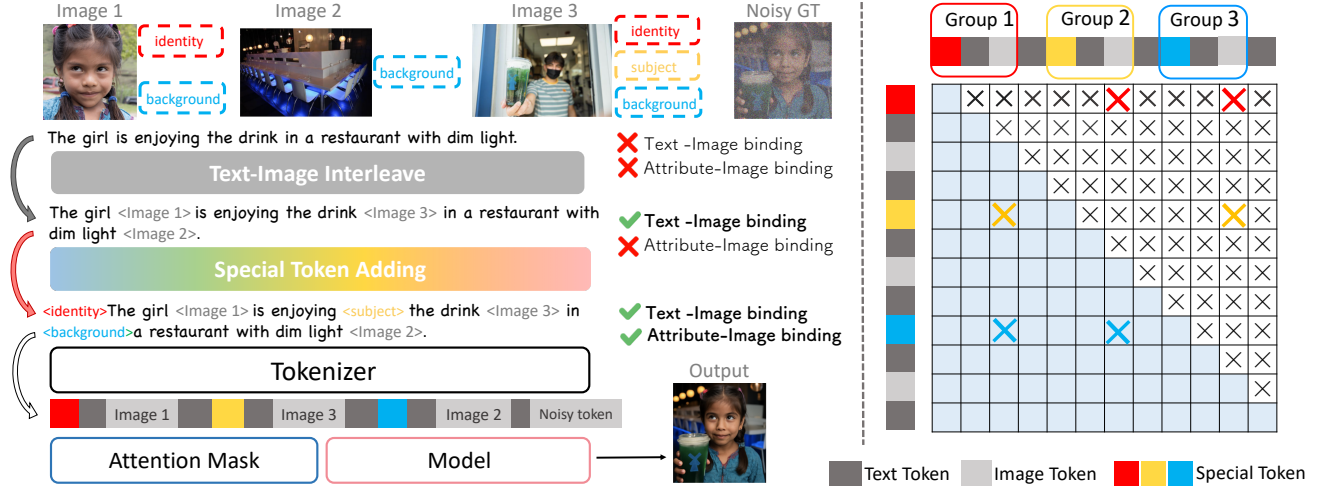 Image 1
Image 2
Image 3
Noisy GT
identity
background
background
identity
subject
background
The girl is enjoying the drink in a restaurant with dim light.
Text -Image binding
Attribute-Image binding
Text-Image Interleave
The girl <Image 1> is enjoying the drink <Image 3> in a restaurant with
dim light <Image 2>.
Text -Image binding
Attribute-Image binding
Special Token Adding
<identity>The girl <Image 1> is enjoying <subject> the drink <Image 3> in
<background>a restaurant with dim light <Image 2>.
Text -Image binding
Attribute-Image binding
Tokenizer
Image 1
Image 3
Image 2
Noisy token
Attention Mask
Model
Output
Group 1
Group 2
Group 3
Text Token
Image Token
Special Token